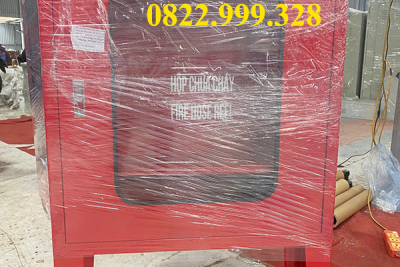 0822.999.328
HỘP CHỮA CHÁY
FIRE HOSE REEL